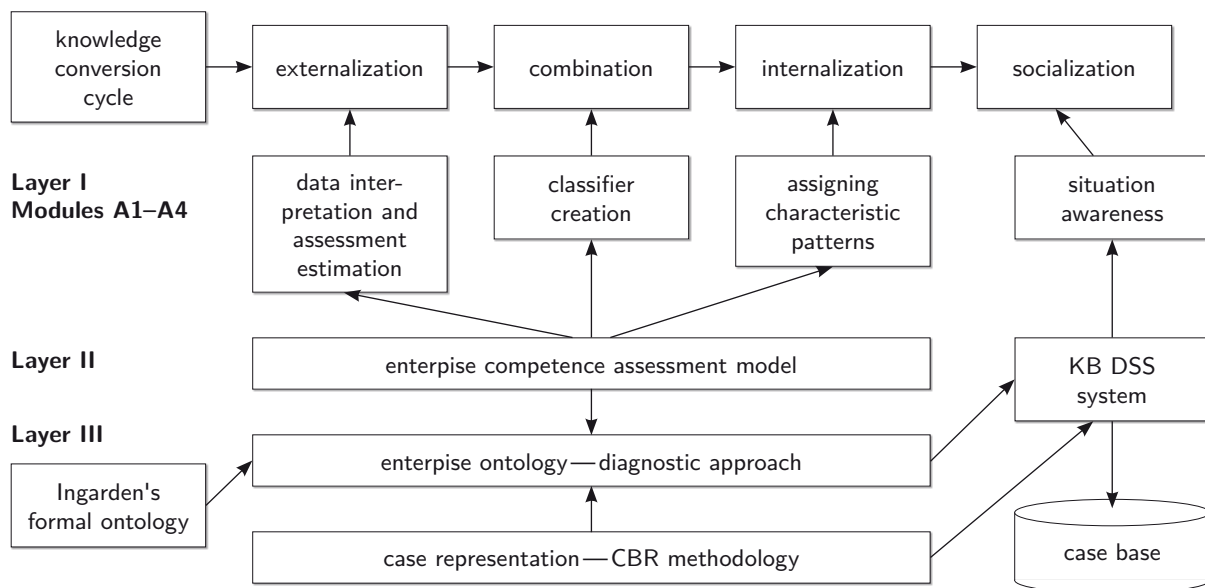 knowledge
conversion
cycle
externalization
combination
internalization
socialization
Layer I
Modules A1–A4
data inter-
pretation and
assessment
estimation
classifier
creation
assigning
characteristic
patterns
situation
awareness
Layer II
enterpise competence assessment model
KB DSS
system
Layer III
enterpise ontology—diagnostic approach
Ingarden's
formal ontology
case representation—CBR methodology
case base